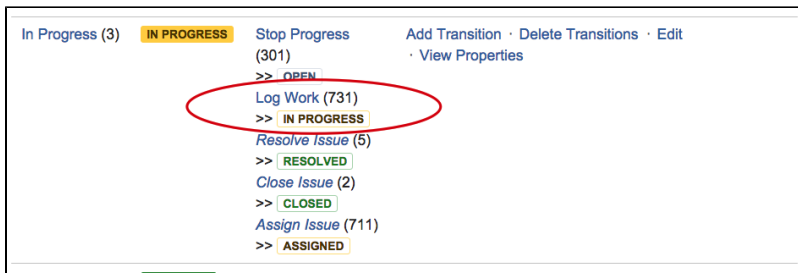 In Progress (3) IN PROGRESS Stop Progress Add Transition · Delete Transitions · Edit
(301) · View Properties
>> OPEN
Log Work (731)
>> IN PROGRESS
Resolve Issue (5)
>> RESOLVED
Close Issue (2)
>> CLOSED
Assign Issue (711)
>> ASSIGNED